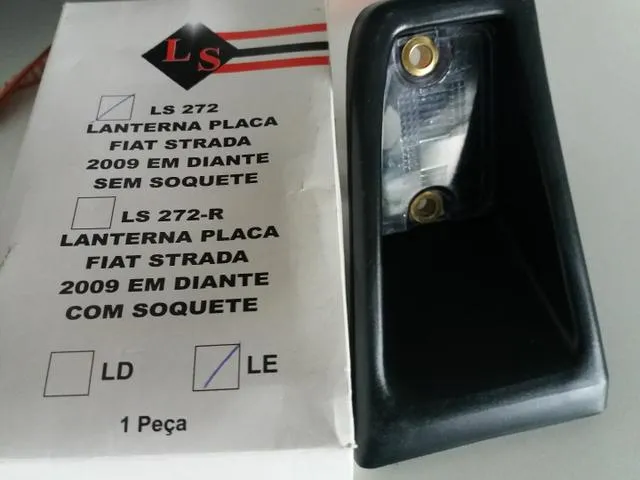 LS
LS 272
LANTERNA PLACA
FIAT STRADA
2009 EM DIANTE
SEM SOQUETE
LS 272-R
LANTERNA PLACA
FIAT STRADA
2009 EM DIANTE
COM SOQUETE
LD
LE
1 Peça